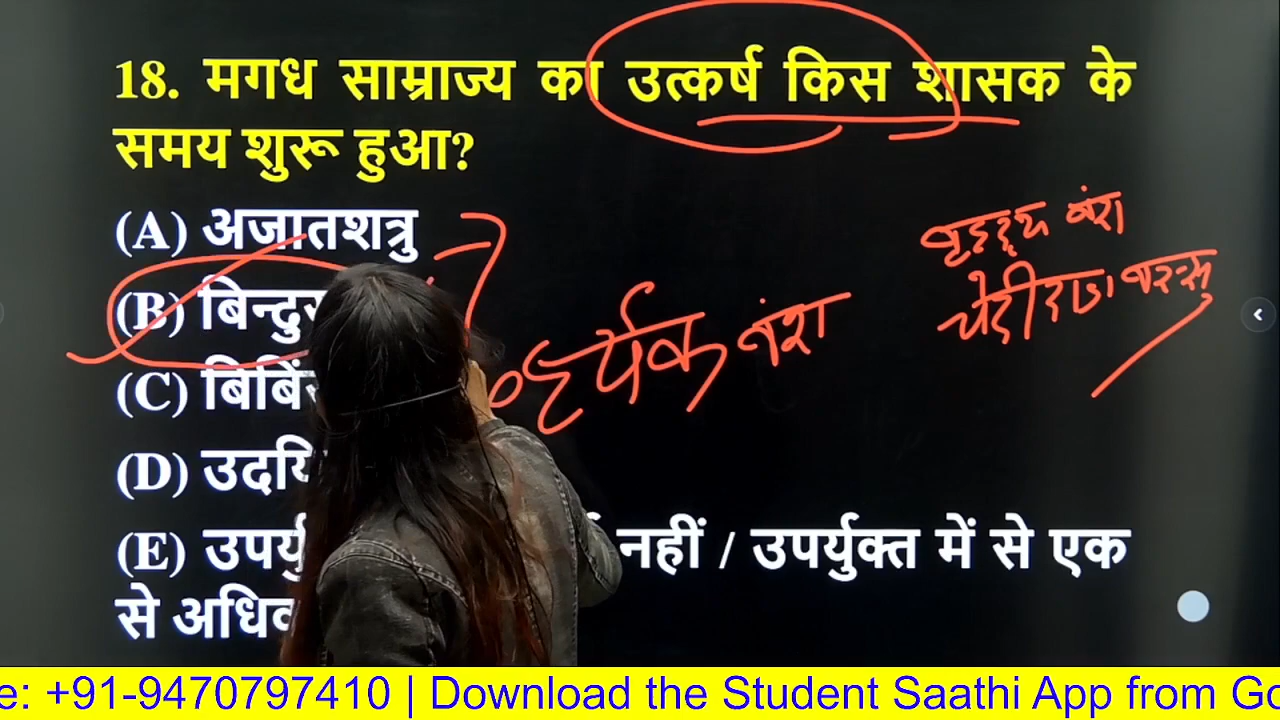 18. मगध साम्राज्य का उत्कर्ष किस शासक के
समय शुरू हुआ?
(A) अजातशत्रु
(B) बिन्दु
(C) बिबिं
(D) उदयि
(E) उपर्यु नहीं / उपर्युक्त में से एक
से अधि
हर्यक वंश
बृहद्रथ वंश
चेदीराज
e: +91-9470797410 | Download the Student Saathi App from Go